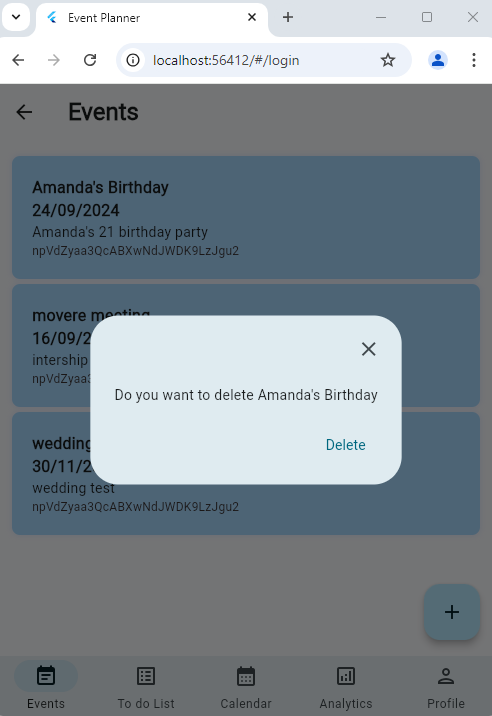 Event Planner
localhost:56412/#/login
Events
Amanda's Birthday
24/09/2024
Amanda's 21 birthday party
npVdZyaa3QcABXwNdJWDK9LzJgu2
movere meeting
16/09/2
intership
npVdZyaa3
Do you want to delete Amanda's Birthday
Delete
wedding
30/11/2
wedding test
npVdZyaa3QcABXwNdJWDK9LzJgu2
Events
To do List
Calendar
Analytics
Profile